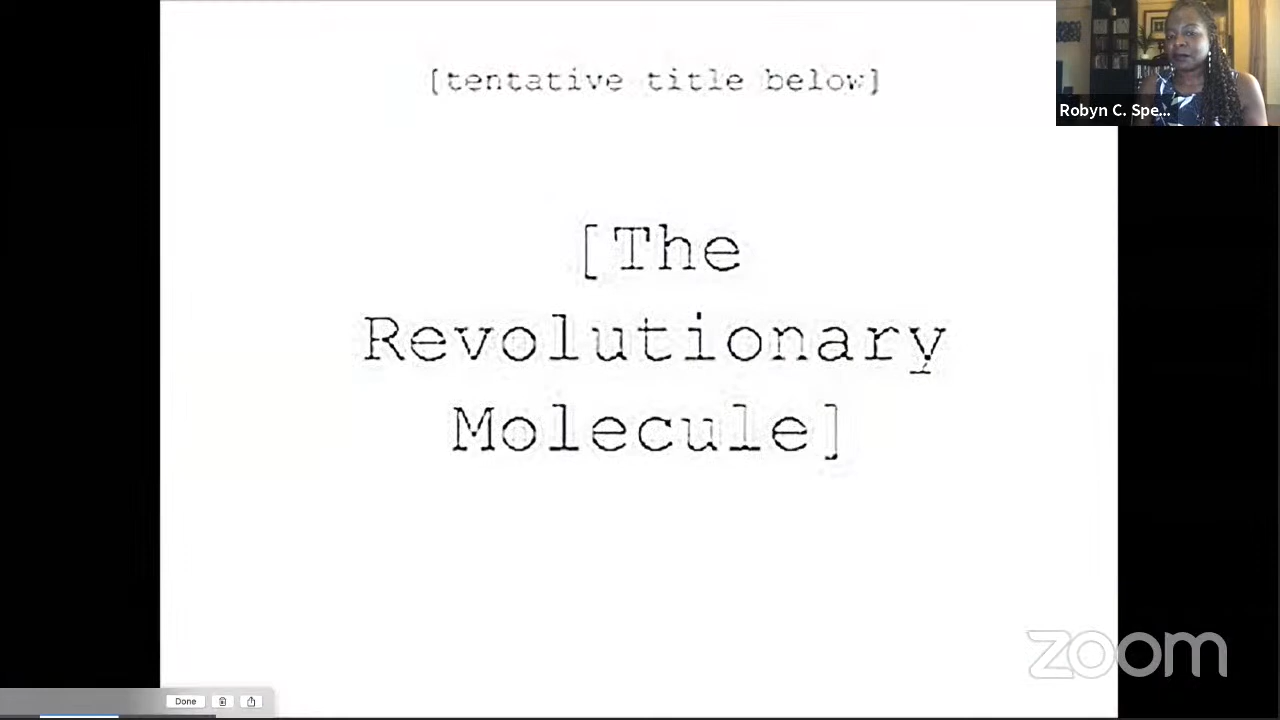 [tentative title below]
Robyn C. Spe...
[The
Revolutionary
Molecule]
zoom
Done